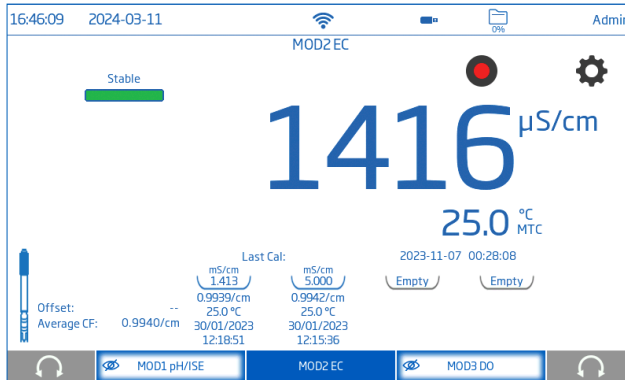 16:46:09 2024-03-11 0% Admin
MOD2 EC
Stable
1416 µS/cm
25.0 °C
MTC
Last Cal: 2023-11-07 00:28:08
mS/cm mS/cm
1.413 5.000 Empty Empty
0.9939/cm 0.9942/cm
Offset: -- 25.0 °C 25.0 °C
Average CF: 0.9940/cm 30/01/2023 30/01/2023
12:18:51 12:15:36
MOD1 pH/ISE MOD2 EC MOD3 DO